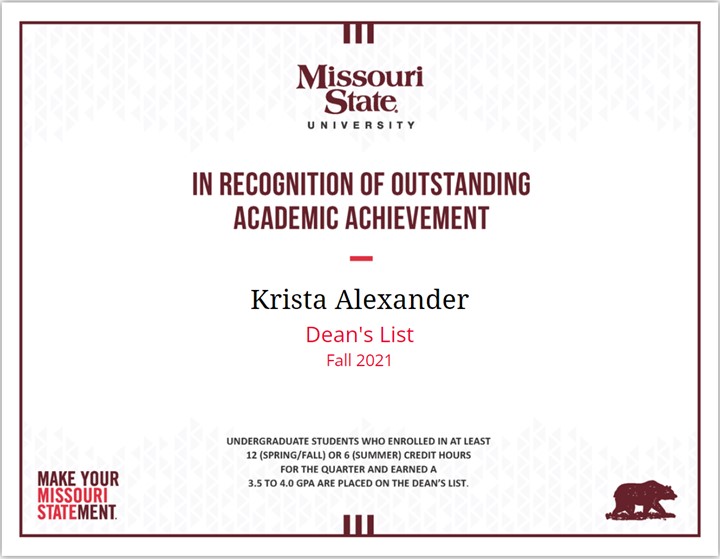 Missouri
State.
UNIVERSITY
IN RECOGNITION OF OUTSTANDING
ACADEMIC ACHIEVEMENT
Krista Alexander
Dean's List
Fall 2021
UNDERGRADUATE STUDENTS WHO ENROLLED IN AT LEAST
12 (SPRING/FALL) OR 6 (SUMMER) CREDIT HOURS
FOR THE QUARTER AND EARNED A
3.5 TO 4.0 GPA ARE PLACED ON THE DEAN’S LIST.
MAKE YOUR
MISSOURI
STATEMENT.